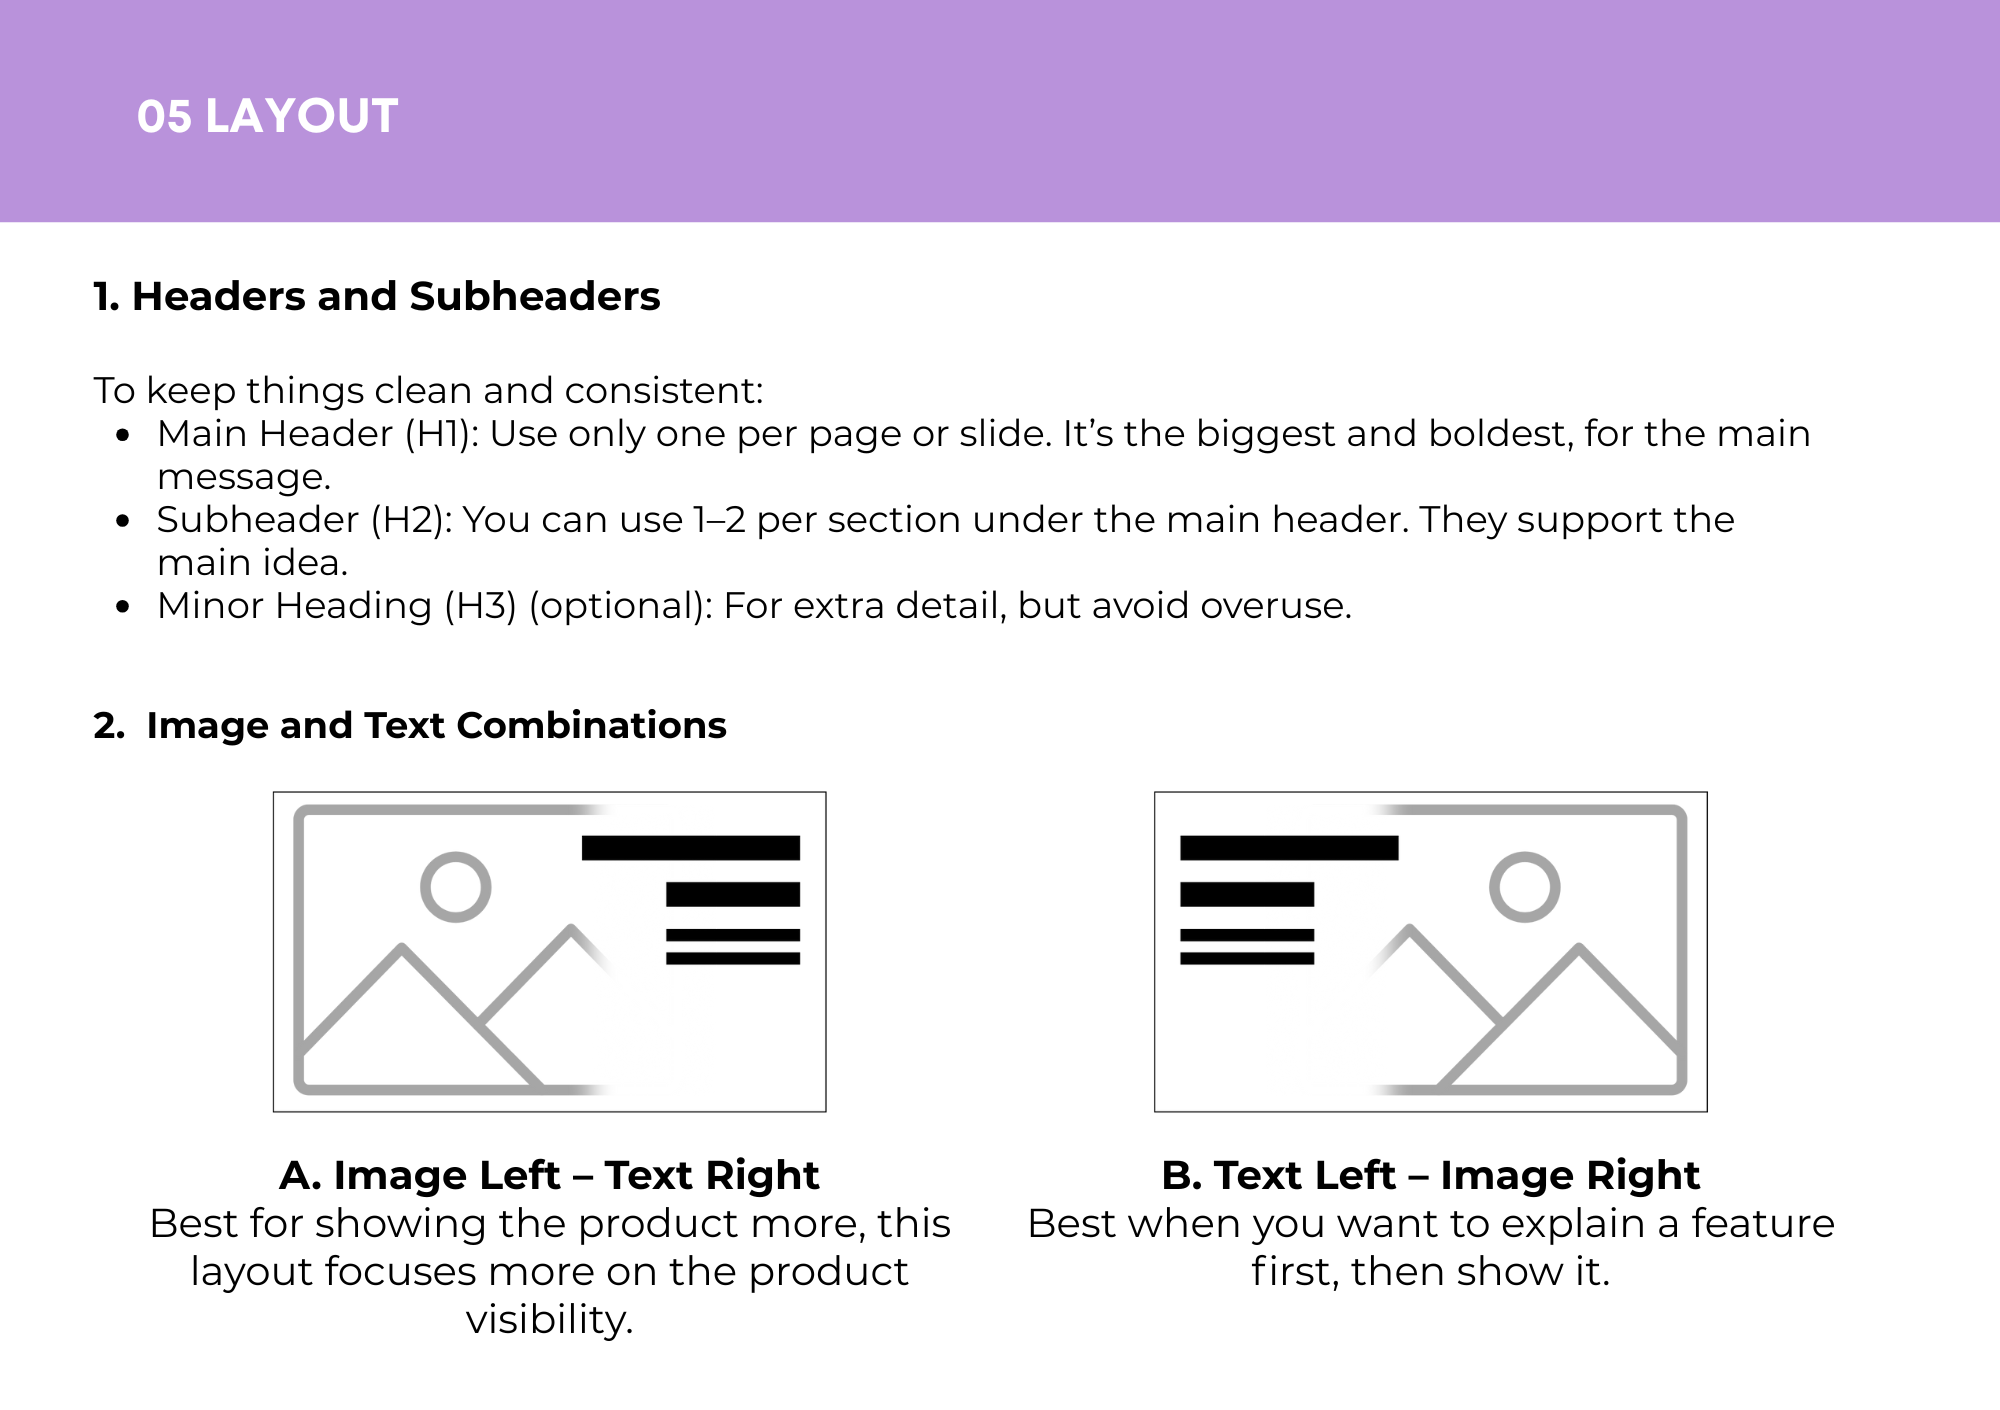 05 LAYOUT
1. Headers and Subheaders
To keep things clean and consistent:
• Main Header (H1): Use only one per page or slide. It’s the biggest and boldest, for the main
message.
• Subheader (H2): You can use 1–2 per section under the main header. They support the
main idea.
• Minor Heading (H3) (optional): For extra detail, but avoid overuse.
2. Image and Text Combinations
A. Image Left – Text Right
Best for showing the product more, this
layout focuses more on the product
visibility.
B. Text Left – Image Right
Best when you want to explain a feature
first, then show it.